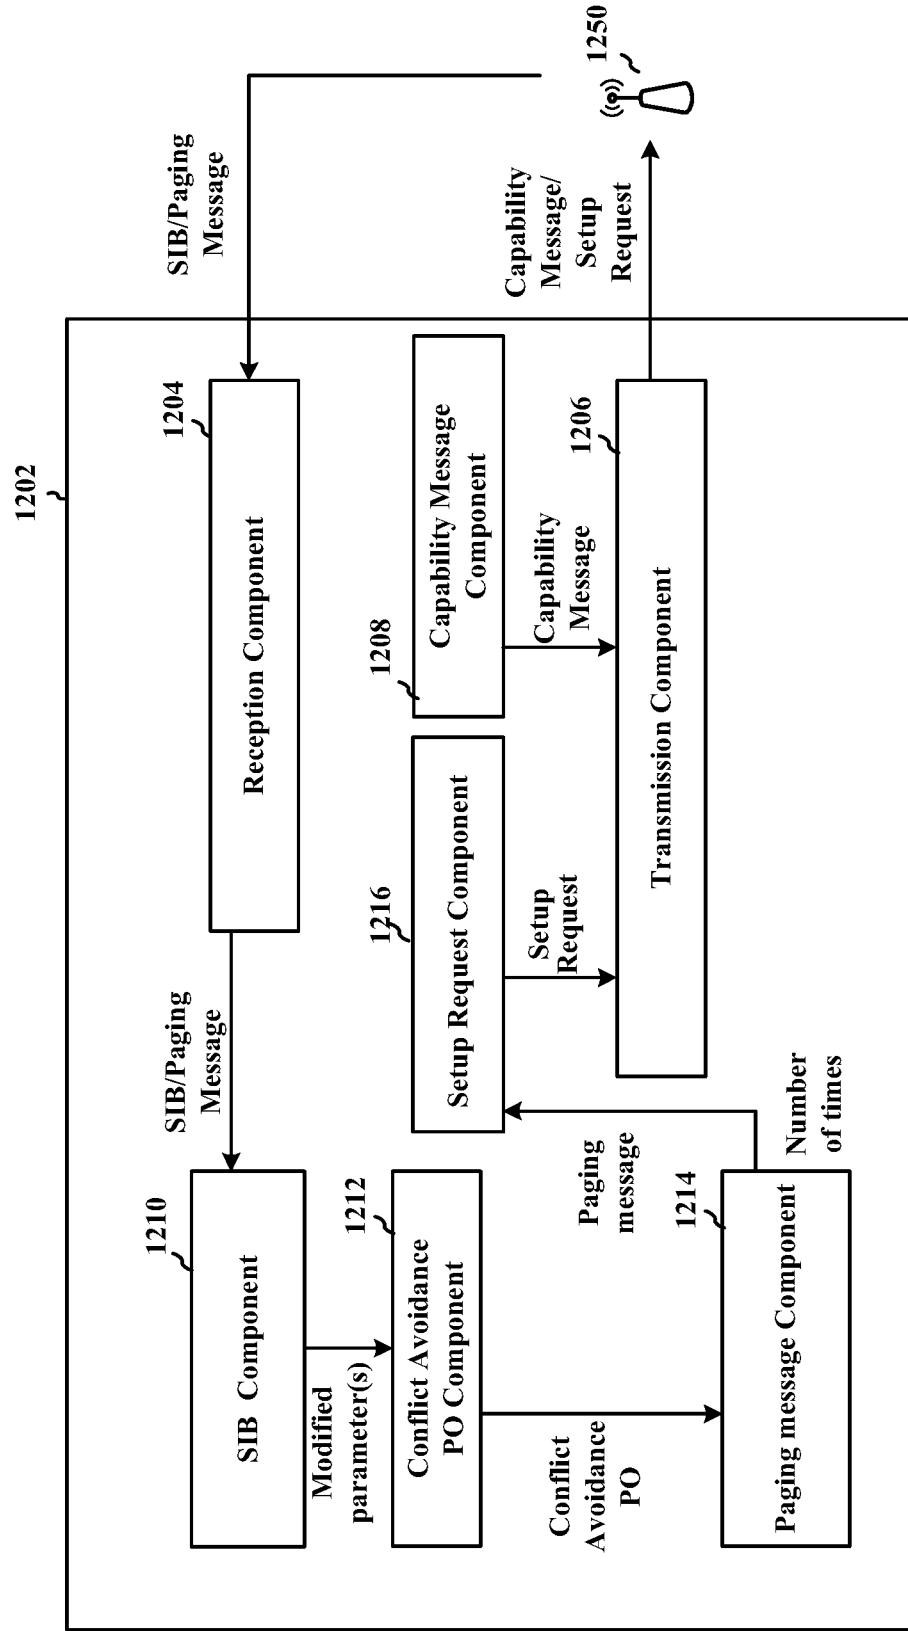 1202
1210
SIB Component
SIB/Paging
Message
1204
Reception Component
SIB/Paging
Message
Modified
parameter(s)
1212
Conflict Avoidance
PO Component
1216
Setup Request Component
1208
Capability Message
Component
1250
Conflict
Avoidance
PO
Paging
message
Setup
Request
Capability
Message
Capability
Message/
Setup
Request
1206
Transmission Component
1214
Paging message Component
Number
of times